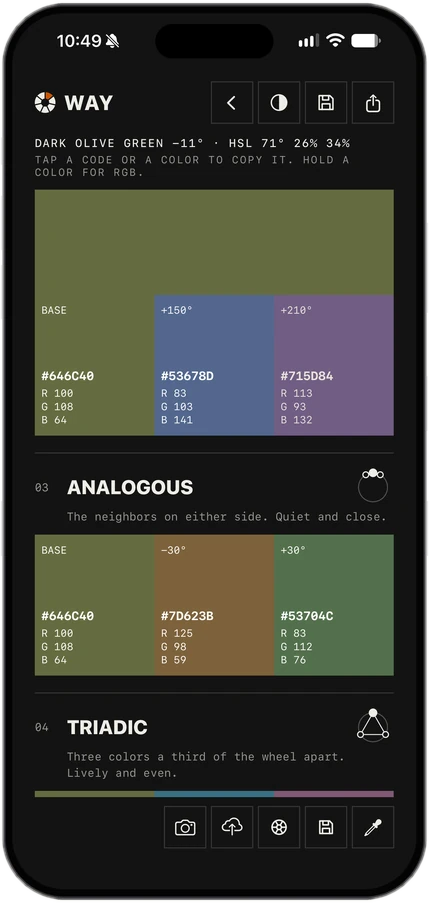 10:49
WAY
DARK OLIVE GREEN −11° · HSL 71° 26% 34%
TAP A CODE OR A COLOR TO COPY IT. HOLD A
COLOR FOR RGB.
BASE
#646C40
R 100
G 108
B 64
+150°
#53678D
R 83
G 103
B 141
+210°
#715D84
R 113
G 93
B 132
03
ANALOGOUS
The neighbors on either side. Quiet and close.
BASE
#646C40
R 100
G 108
B 64
−30°
#7D623B
R 125
G 98
B 59
+30°
#53704C
R 83
G 112
B 76
04
TRIADIC
Three colors a third of the wheel apart.
Lively and even.